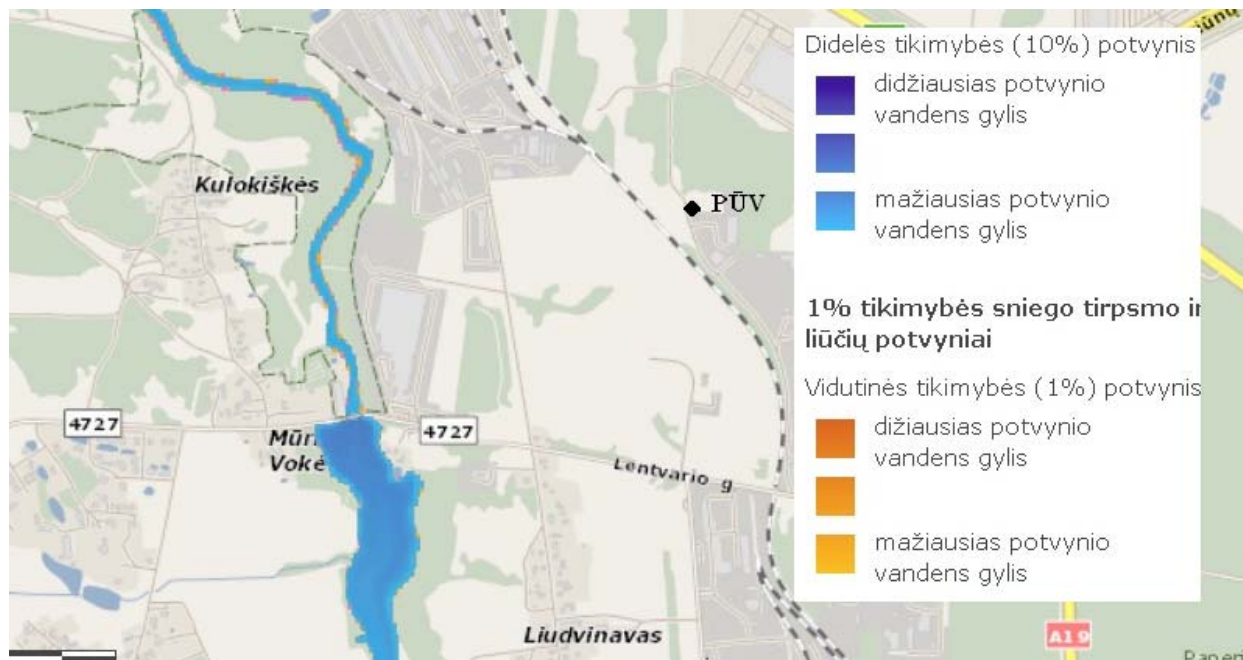 Didelės tikimybės (10%) potvynis
didžiausias potvynio
vandens gylis
mažiausias potvynio
vandens gylis
1% tikimybės sniego tirpsmo ir
liūčių potvyniai
Vidutinės tikimybės (1%) potvynis
dižiausias potvynio
vandens gylis
mažiausias potvynio
vandens gylis
Kulokiškės
PŪV
4727
Mūr
Vokė
4727
Lentvario g
Liudvinavas
A19